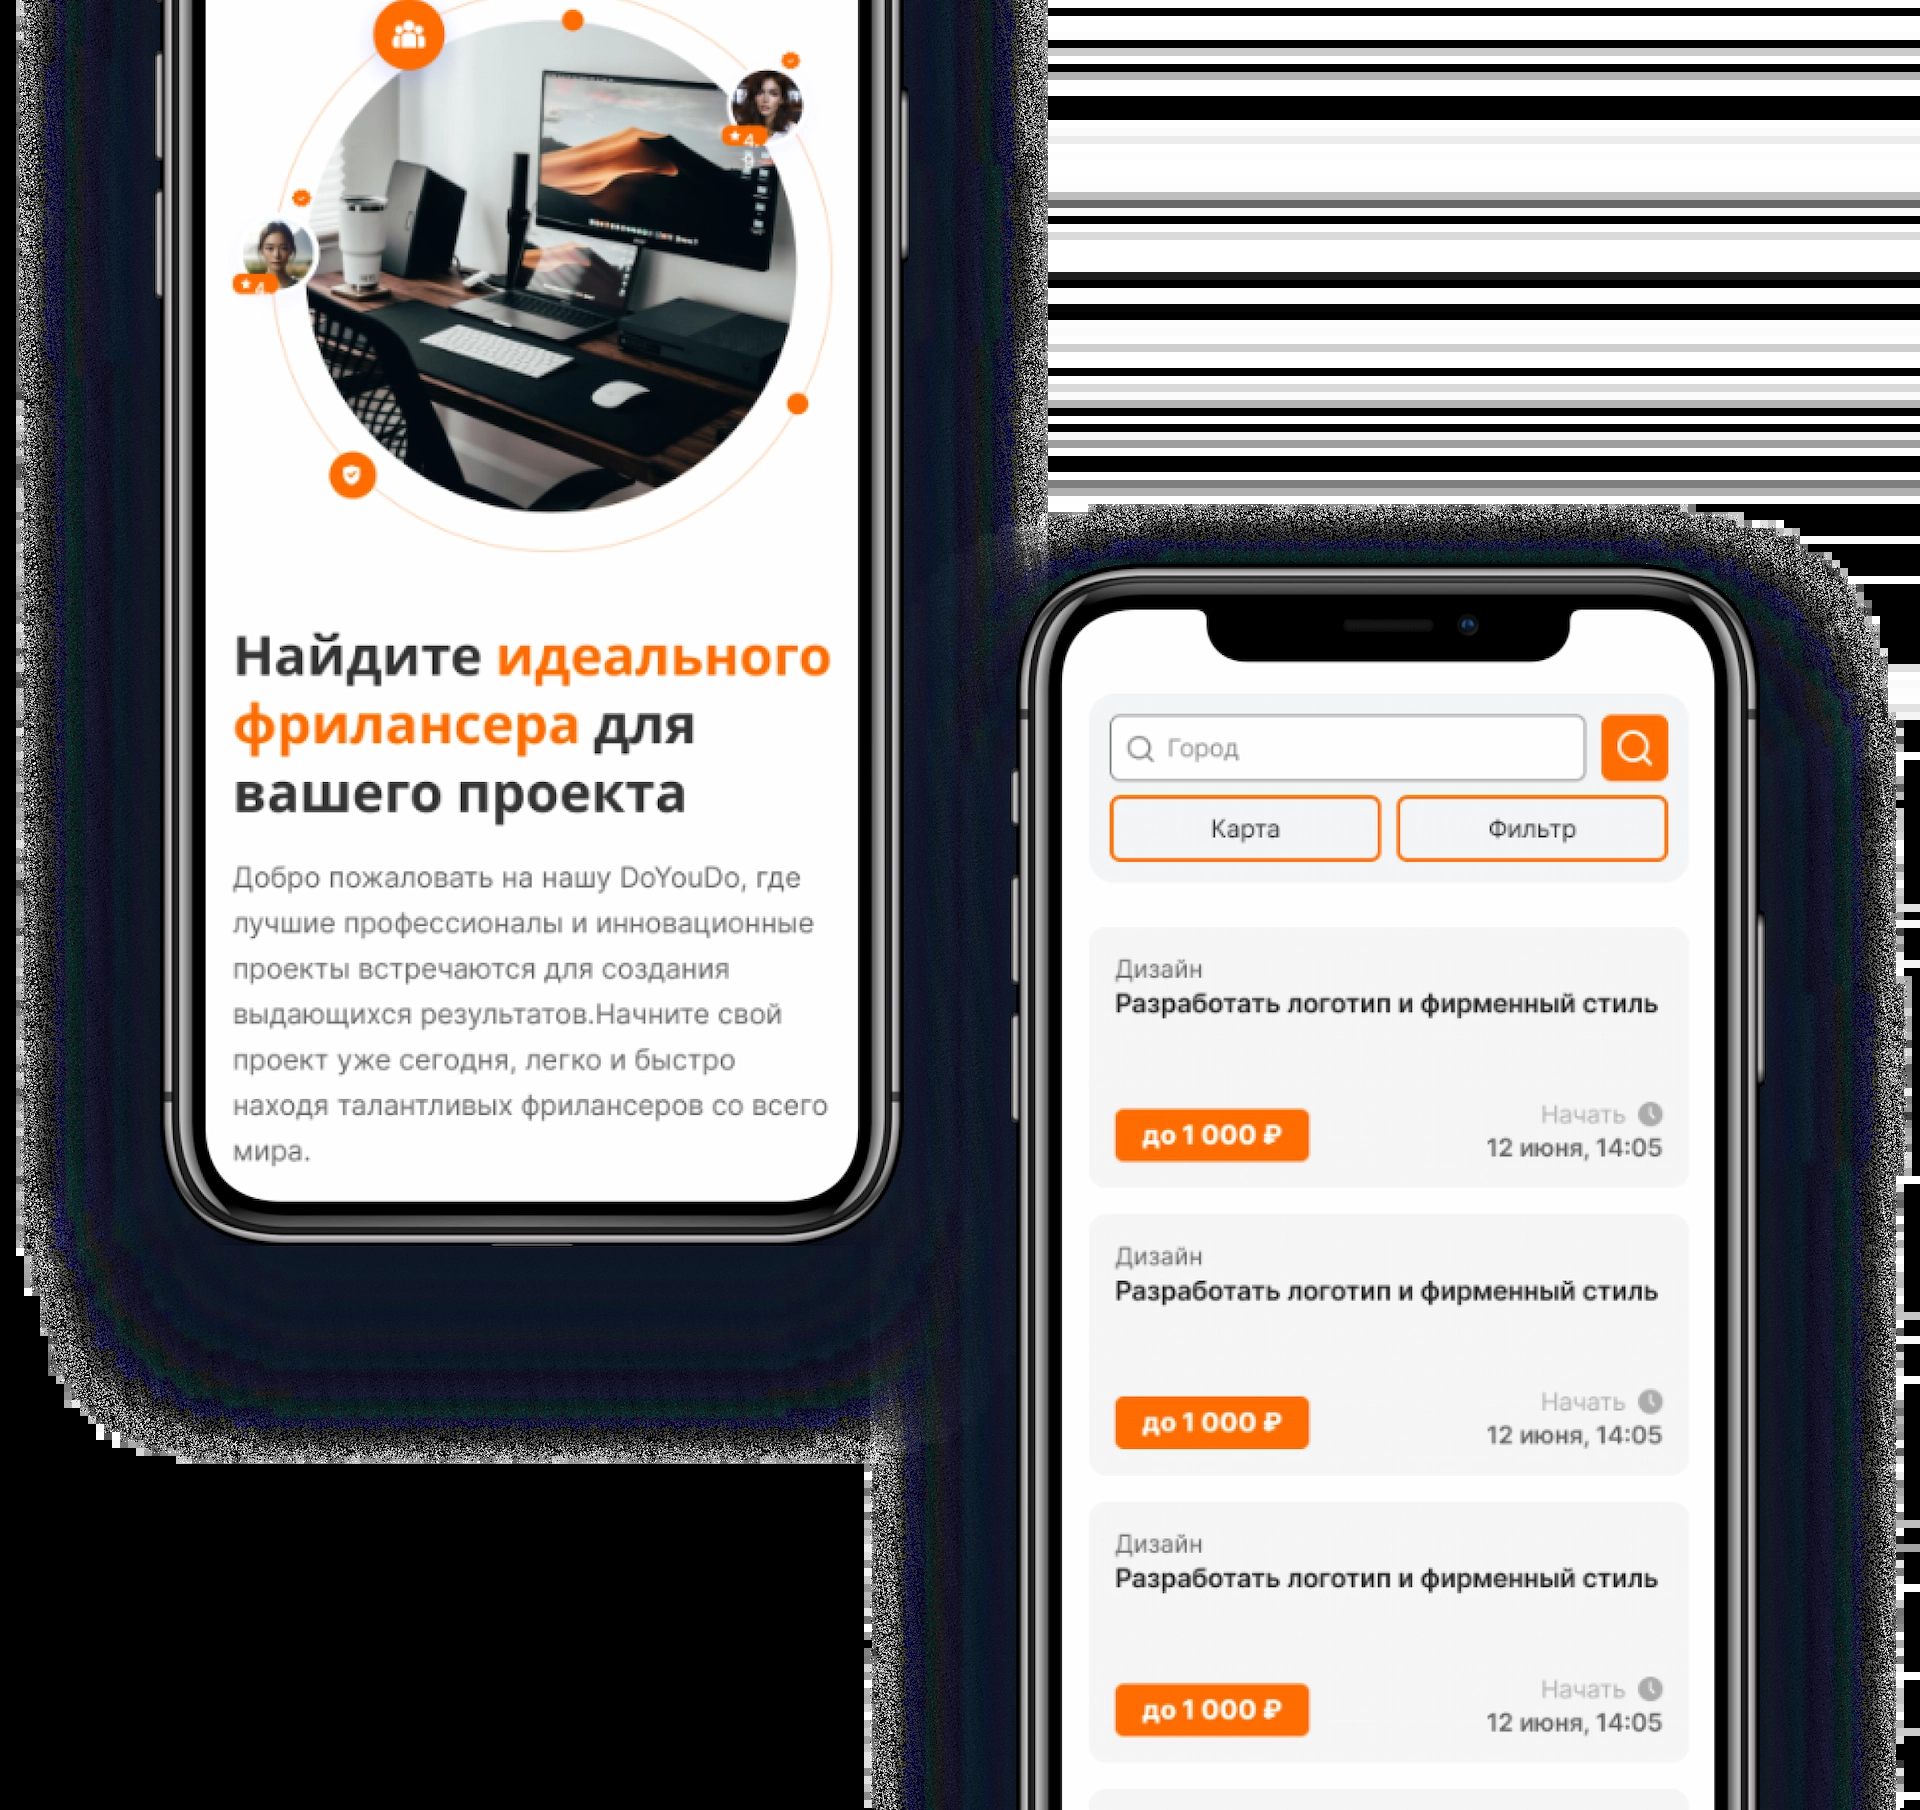 4.
4.
Найдите идеального
фрилансера для
вашего проекта
Добро пожаловать на нашу DoYouDo, где
лучшие профессионалы и инновационные
проекты встречаются для создания
выдающихся результатов.Начните свой
проект уже сегодня, легко и быстро
находя талантливых фрилансеров со всего
мира.
Город
Карта Фильтр
Дизайн
Разработать логотип и фирменный стиль
Начать
до 1 000 ₽
12 июня, 14:05
Дизайн
Разработать логотип и фирменный стиль
Начать
до 1 000 ₽
12 июня, 14:05
Дизайн
Разработать логотип и фирменный стиль
Начать
до 1 000 ₽
12 июня, 14:05